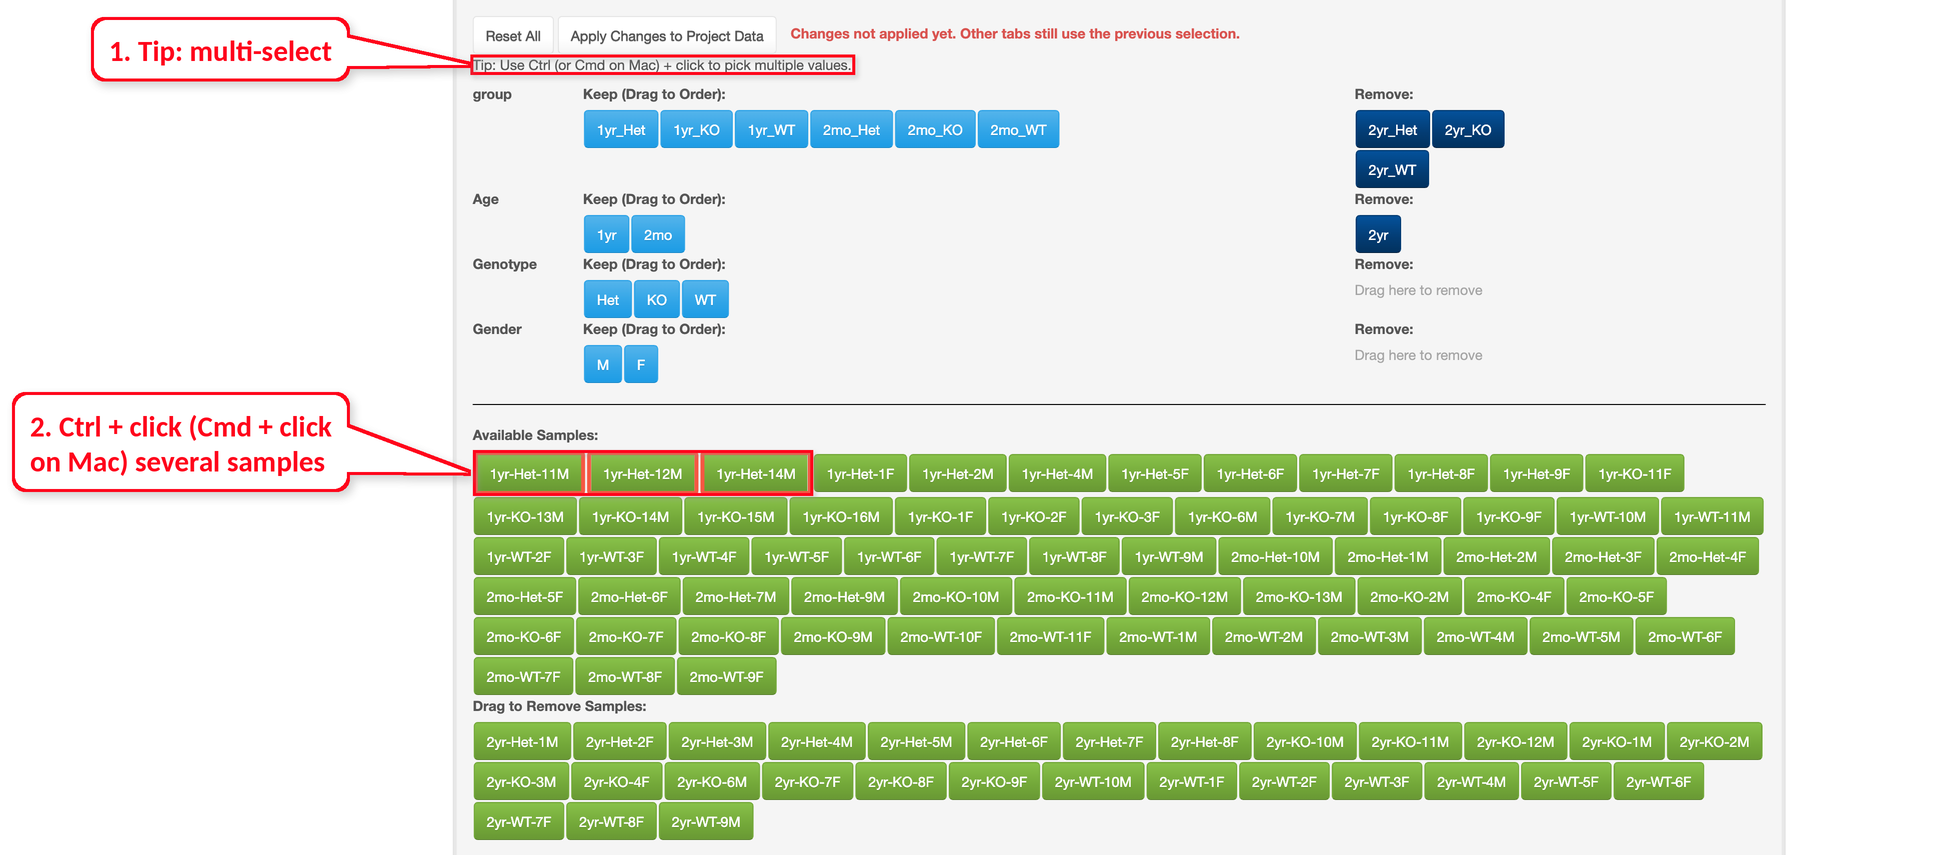 1. Tip: multi-select
Reset All Apply Changes to Project Data Changes not applied yet. Other tabs still use the previous selection.
Tip: Use Ctrl (or Cmd on Mac) + click to pick multiple values.
group Keep (Drag to Order): Remove:
1yr_Het 1yr_KO 1yr_WT 2mo_Het 2mo_KO 2mo_WT 2yr_Het 2yr_KO
2yr_WT
Age Keep (Drag to Order): Remove:
1yr 2mo 2yr
Genotype Keep (Drag to Order): Remove:
Het KO WT Drag here to remove
Gender Keep (Drag to Order): Remove:
M F Drag here to remove
2. Ctrl + click (Cmd + click
on Mac) several samples
Available Samples:
1yr-Het-11M 1yr-Het-12M 1yr-Het-14M 1yr-Het-1F 1yr-Het-2M 1yr-Het-4M 1yr-Het-5F 1yr-Het-6F 1yr-Het-7F 1yr-Het-8F 1yr-Het-9F 1yr-KO-11F
1yr-KO-13M 1yr-KO-14M 1yr-KO-15M 1yr-KO-16M 1yr-KO-1F 1yr-KO-2F 1yr-KO-3F 1yr-KO-6M 1yr-KO-7M 1yr-KO-8F 1yr-KO-9F 1yr-WT-10M 1yr-WT-11M
1yr-WT-2F 1yr-WT-3F 1yr-WT-4F 1yr-WT-5F 1yr-WT-6F 1yr-WT-7F 1yr-WT-8F 1yr-WT-9M 2mo-Het-10M 2mo-Het-1M 2mo-Het-2M 2mo-Het-3F 2mo-Het-4F
2mo-Het-5F 2mo-Het-6F 2mo-Het-7M 2mo-Het-9M 2mo-KO-10M 2mo-KO-11M 2mo-KO-12M 2mo-KO-13M 2mo-KO-2M 2mo-KO-4F 2mo-KO-5F
2mo-KO-6F 2mo-KO-7F 2mo-KO-8F 2mo-KO-9M 2mo-WT-10F 2mo-WT-11F 2mo-WT-1M 2mo-WT-2M 2mo-WT-3M 2mo-WT-4M 2mo-WT-5M 2mo-WT-6F
2mo-WT-7F 2mo-WT-8F 2mo-WT-9F
Drag to Remove Samples:
2yr-Het-1M 2yr-Het-2F 2yr-Het-3M 2yr-Het-4M 2yr-Het-5M 2yr-Het-6F 2yr-Het-7F 2yr-Het-8F 2yr-KO-10M 2yr-KO-11M 2yr-KO-12M 2yr-KO-1M 2yr-KO-2M
2yr-KO-3M 2yr-KO-4F 2yr-KO-6M 2yr-KO-7F 2yr-KO-8F 2yr-KO-9F 2yr-WT-10M 2yr-WT-1F 2yr-WT-2F 2yr-WT-3F 2yr-WT-4M 2yr-WT-5F 2yr-WT-6F
2yr-WT-7F 2yr-WT-8F 2yr-WT-9M